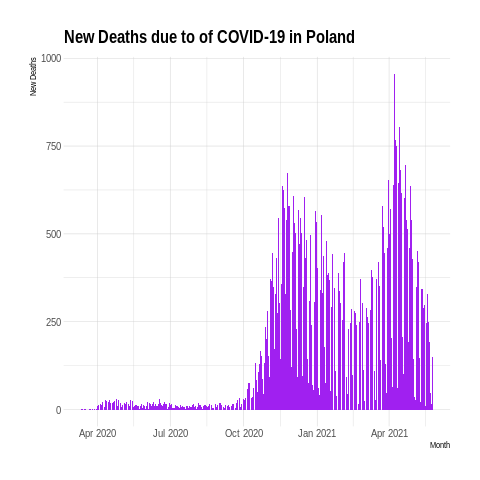 New Deaths due to of COVID-19 in Poland
New Deaths
1000
750
500
250
0
Apr 2020 Jul 2020 Oct 2020 Jan 2021 Apr 2021
Month